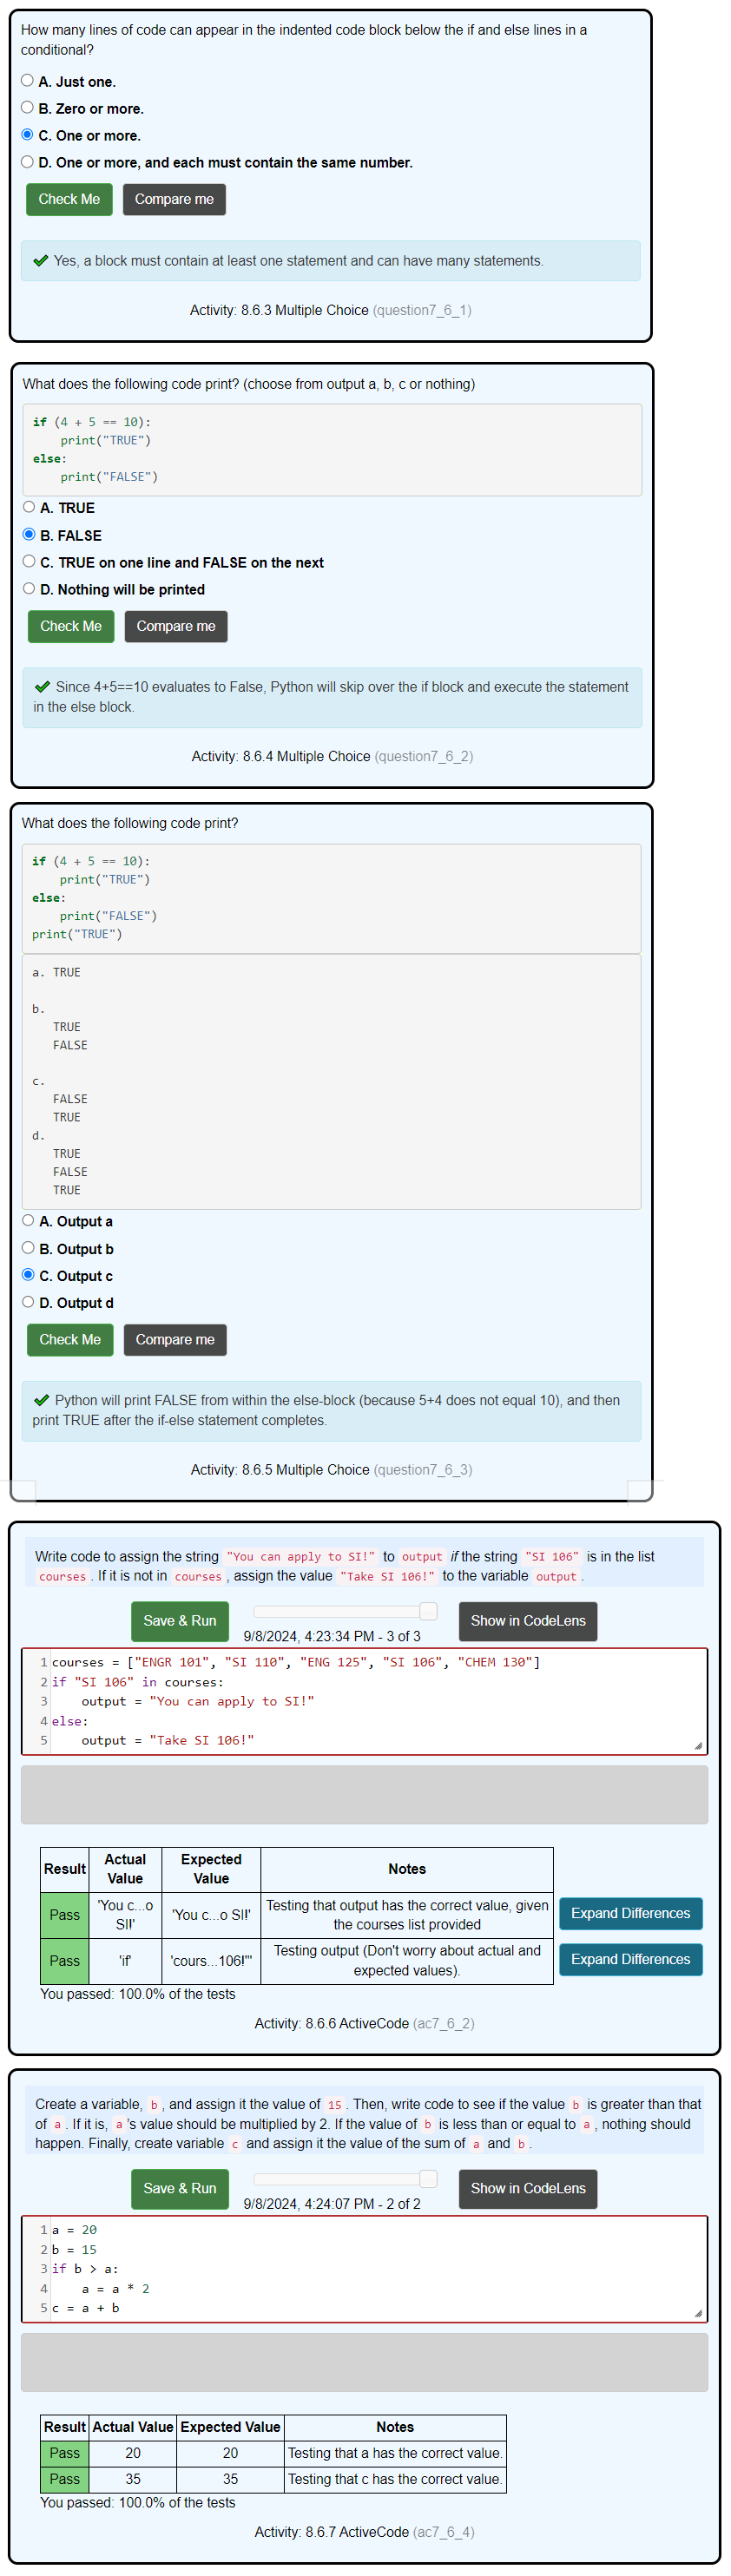 How many lines of code can appear in the indented code block below the if and else lines in a
conditional?
A. Just one.
B. Zero or more.
C. One or more.
D. One or more, and each must contain the same number.
Check Me Compare me
Yes, a block must contain at least one statement and can have many statements.
Activity: 8.6.3 Multiple Choice (question7_6_1)
What does the following code print? (choose from output a, b, c or nothing)
if (4 + 5 == 10):
    print("TRUE")
else:
    print("FALSE")
A. TRUE
B. FALSE
C. TRUE on one line and FALSE on the next
D. Nothing will be printed
Check Me Compare me
Since 4+5==10 evaluates to False, Python will skip over the if block and execute the statement
in the else block.
Activity: 8.6.4 Multiple Choice (question7_6_2)
What does the following code print?
if (4 + 5 == 10):
    print("TRUE")
else:
    print("FALSE")
print("TRUE")
a. TRUE
b.
   TRUE
   FALSE
c.
   FALSE
   TRUE
d.
   TRUE
   FALSE
   TRUE
A. Output a
B. Output b
C. Output c
D. Output d
Check Me Compare me
Python will print FALSE from within the else-block (because 5+4 does not equal 10), and then
print TRUE after the if-else statement completes.
Activity: 8.6.5 Multiple Choice (question7_6_3)
Write code to assign the string "You can apply to SI!" to output if the string "SI 106" is in the list
courses . If it is not in courses , assign the value "Take SI 106!" to the variable output .
Save & Run 9/8/2024, 4:23:34 PM - 3 of 3 Show in CodeLens
1 courses = ["ENGR 101", "SI 110", "ENG 125", "SI 106", "CHEM 130"]
2 if "SI 106" in courses:
3     output = "You can apply to SI!"
4 else:
5     output = "Take SI 106!"
Result Actual Value Expected Value Notes
Pass 'You c...o SI!' 'You c...o SI!' Testing that output has the correct value, given the courses list provided Expand Differences
Pass 'if' 'cours...106!"' Testing output (Don't worry about actual and expected values). Expand Differences
You passed: 100.0% of the tests
Activity: 8.6.6 ActiveCode (ac7_6_2)
Create a variable, b , and assign it the value of 15 . Then, write code to see if the value b is greater than that
of a . If it is, a 's value should be multiplied by 2. If the value of b is less than or equal to a , nothing should
happen. Finally, create variable c and assign it the value of the sum of a and b .
Save & Run 9/8/2024, 4:24:07 PM - 2 of 2 Show in CodeLens
1 a = 20
2 b = 15
3 if b > a:
4     a = a * 2
5 c = a + b
Result Actual Value Expected Value Notes
Pass 20 20 Testing that a has the correct value.
Pass 35 35 Testing that c has the correct value.
You passed: 100.0% of the tests
Activity: 8.6.7 ActiveCode (ac7_6_4)